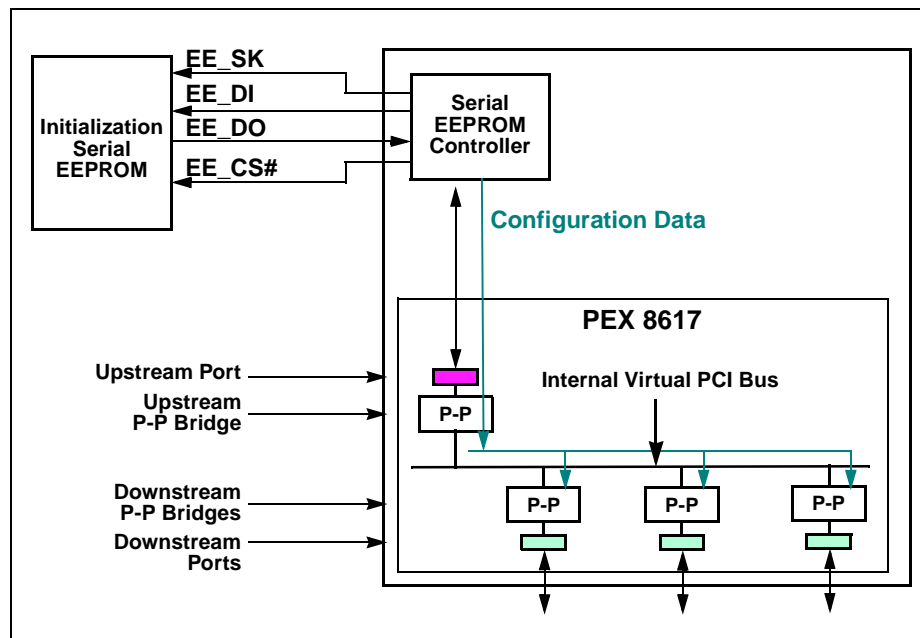 EE_SK
EE_DI
EE_DO
EE_CS#
Initialization
Serial
EEPROM
Serial
EEPROM
Controller
Configuration Data
PEX 8617
Upstream Port
Internal Virtual PCI Bus
Upstream
P-P Bridge
P-P
Downstream
P-P Bridges
P-P
P-P
P-P
Downstream
Ports